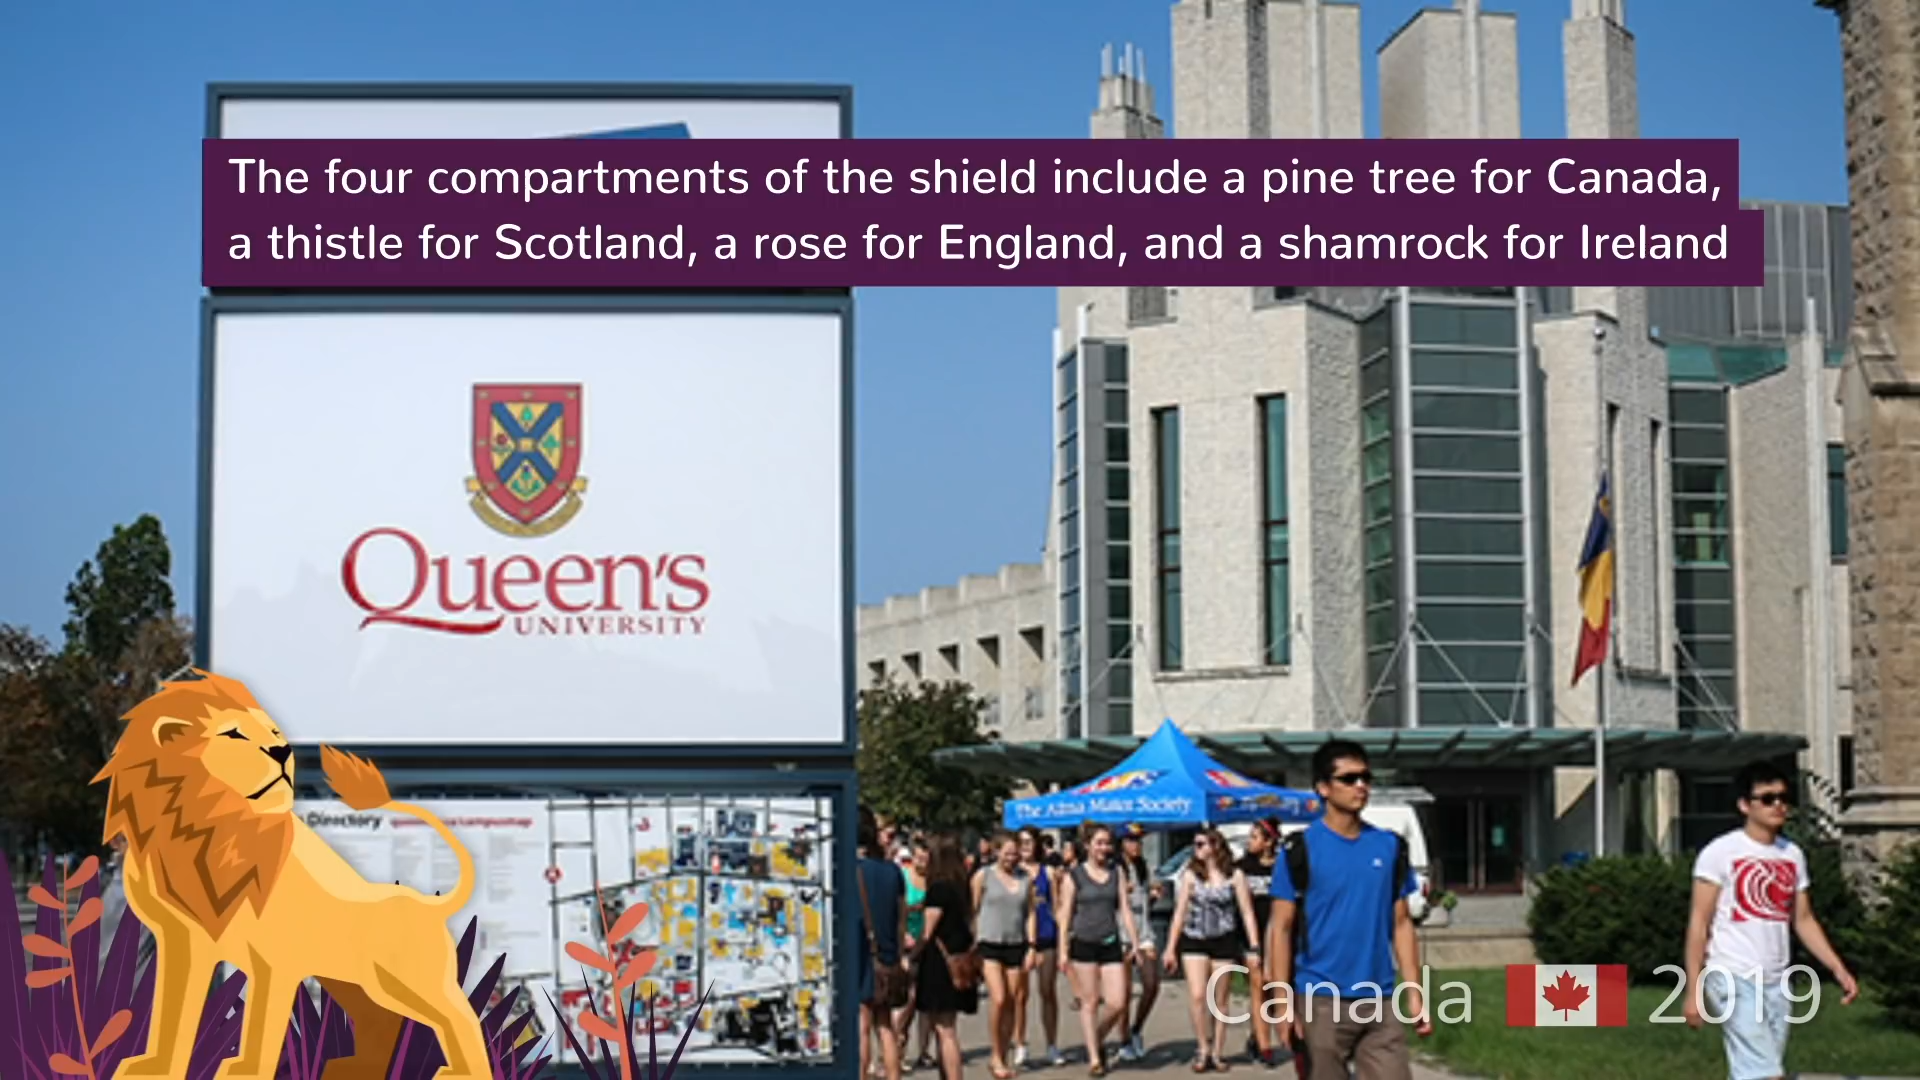 The four compartments of the shield include a pine tree for Canada,
a thistle for Scotland, a rose for England, and a shamrock for Ireland
Queen's
UNIVERSITY
Directory
The Alma Mater Society
Canada 2019